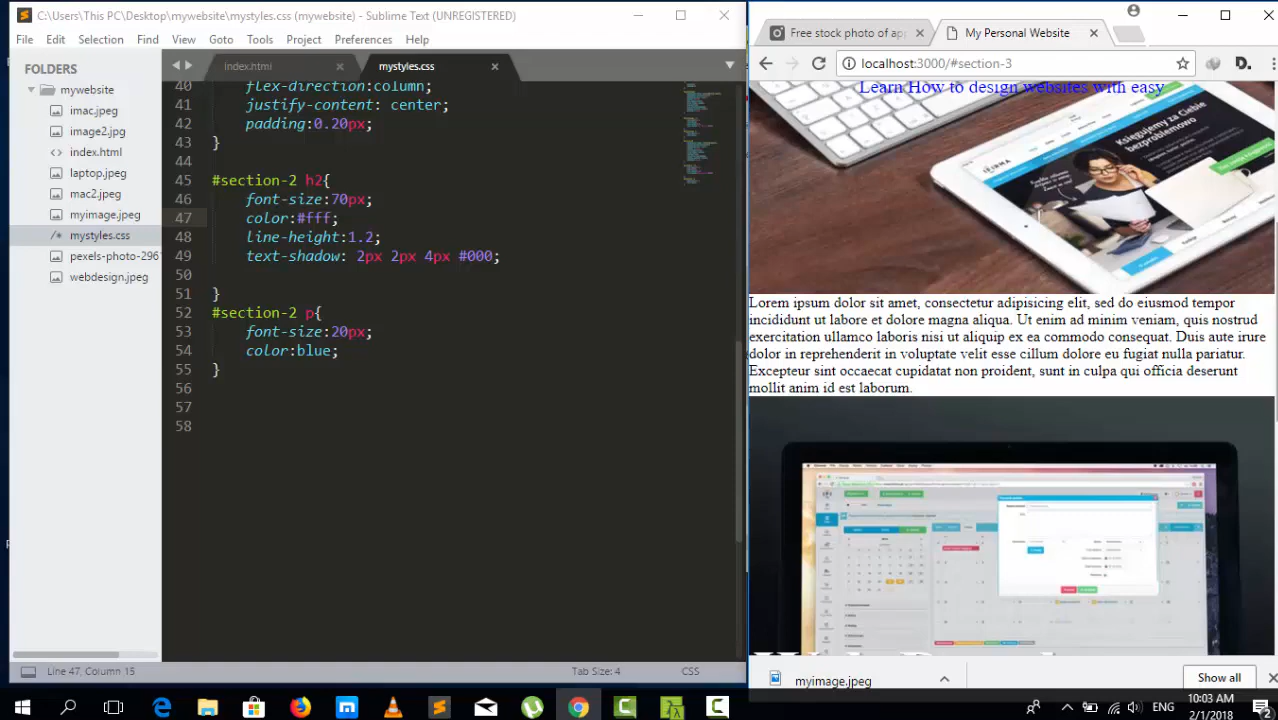 C:\Users\This PC\Desktop\mywebsite\mystyles.css (mywebsite) - Sublime Text (UNREGISTERED)
File Edit Selection Find View Goto Tools Project Preferences Help
FOLDERS
mywebsite
imac.jpeg
image2.jpg
index.html
laptop.jpeg
mac2.jpeg
myimage.jpeg
mystyles.css
pexels-photo-296
webdesign.jpeg
index.html
mystyles.css
40 flex-direction:column;
41 justify-content: center;
42 padding:0.20px;
43 }
44
45 #section-2 h2{
46 font-size:70px;
47 color:#fff;
48 line-height:1.2;
49 text-shadow: 2px 2px 4px #000;
50
51 }
52 #section-2 p{
53 font-size:20px;
54 color:blue;
55 }
56
57
58
Line 47, Column 15
Tab Size: 4
CSS
Free stock photo of app
My Personal Website
localhost:3000/#section-3
D.
Learn How to design websites with easy
FIRMA
Księgujemy za Ciebie
bezproblemowo
Lorem ipsum dolor sit amet, consectetur adipisicing elit, sed do eiusmod tempor
incididunt ut labore et dolore magna aliqua. Ut enim ad minim veniam, quis nostrud
exercitation ullamco laboris nisi ut aliquip ex ea commodo consequat. Duis aute irure
dolor in reprehenderit in voluptate velit esse cillum dolore eu fugiat nulla pariatur.
Excepteur sint occaecat cupidatat non proident, sunt in culpa qui officia deserunt
mollit anim id est laborum.
myimage.jpeg
Show all
ENG
10:03 AM
2/1/2018
2